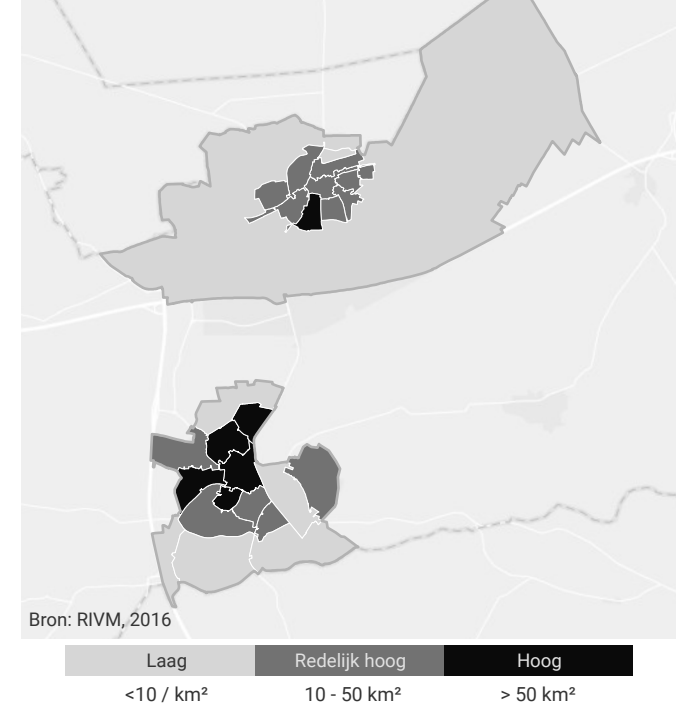 Bron: RIVM, 2016
Laag Redelijk hoog Hoog
<10 / km² 10 - 50 km² > 50 km²